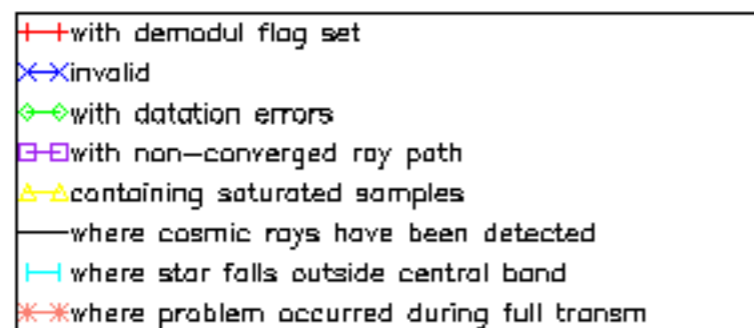 with demodul flag set
invalid
with datation errors
with non-converged ray path
containing saturated samples
where cosmic rays have been detected
where star falls outside central band
where problem occurred during full transm